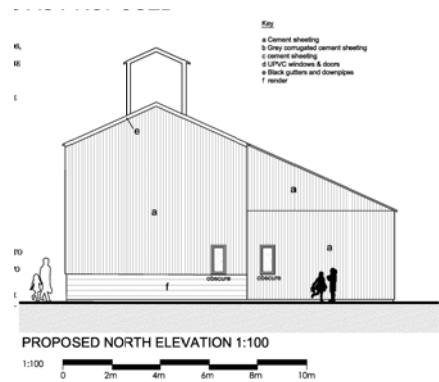 Key
a Cement sheeting
b Grey corrugated cement sheeting
c cement sheeting
d UPVC windows & doors
e Black gutters and downpipes
f render
e
a
a
a
obscure
obscure
f
PROPOSED NORTH ELEVATION 1:100
1:100
0 2m 4m 6m 8m 10m